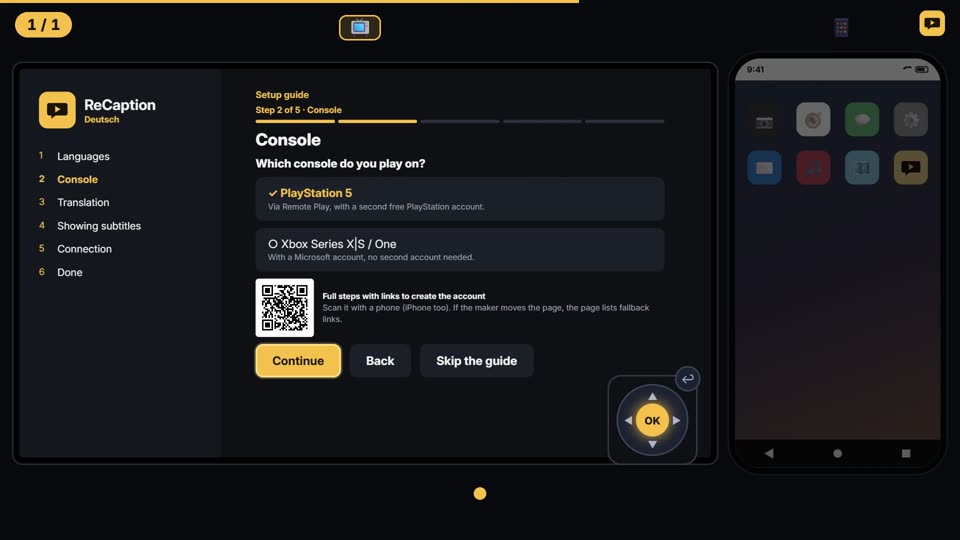 1 / 1
ReCaption
Deutsch
1 Languages
2 Console
3 Translation
4 Showing subtitles
5 Connection
6 Done
Setup guide
Step 2 of 5 · Console
Console
Which console do you play on?
✓ PlayStation 5
Via Remote Play, with a second free PlayStation account.
Xbox Series X|S / One
With a Microsoft account, no second account needed.
Full steps with links to create the account
Scan it with a phone (iPhone too). If the maker moves the page, the page lists fallback
links.
Continue
Back
Skip the guide
OK
9:41